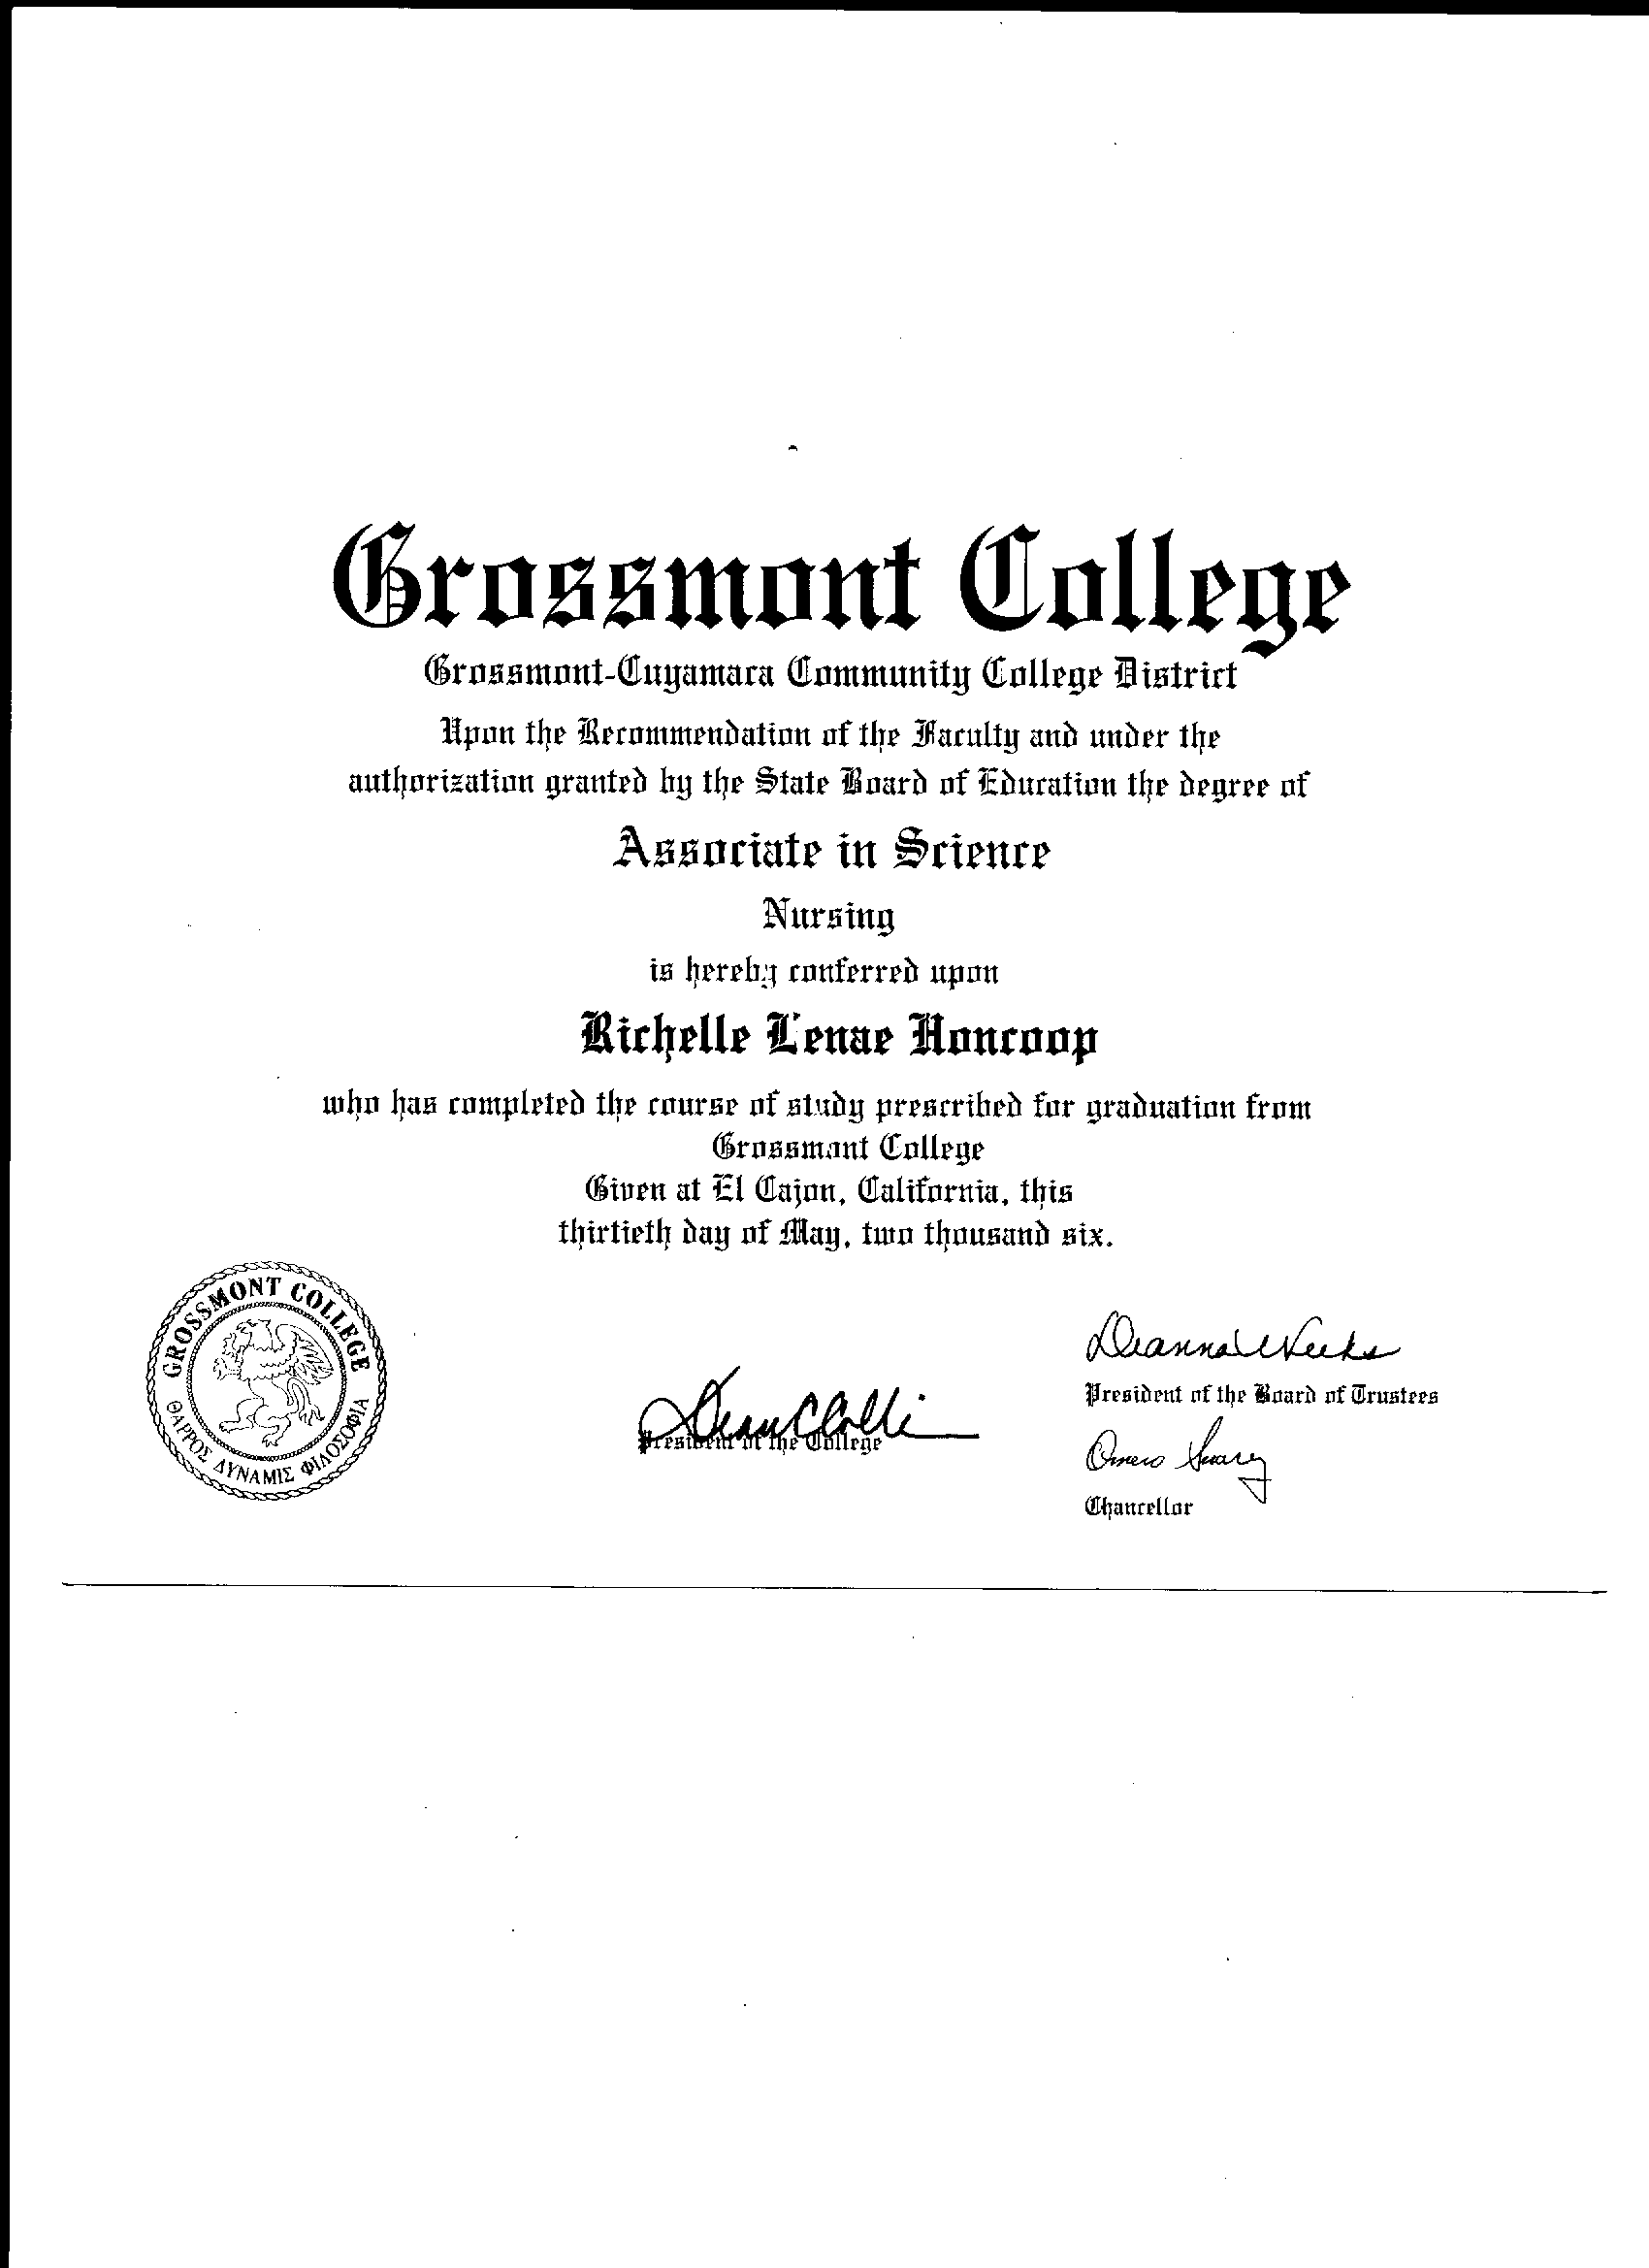 Grossmont College
Grossmont-Cuyamaca Community College District
Upon the Recommendation of the Faculty and under the
authorization granted by the State Board of Education the degree of
Associate in Science
Nursing
is hereby conferred upon
Richelle Lenae Honcoop
who has completed the course of study prescribed for graduation from
Grossmont College
Given at El Cajon, California, this
thirtieth day of May, two thousand six.
GROSSMONT COLLEGE
ΘΑΡΡΟΣ ΔΥΝΑΜΙΣ ΦΙΛΟΣΟΦΙΑ
Deanna Weeks
President of the Board of Trustees
President of the College
Omero Suarez
Chancellor